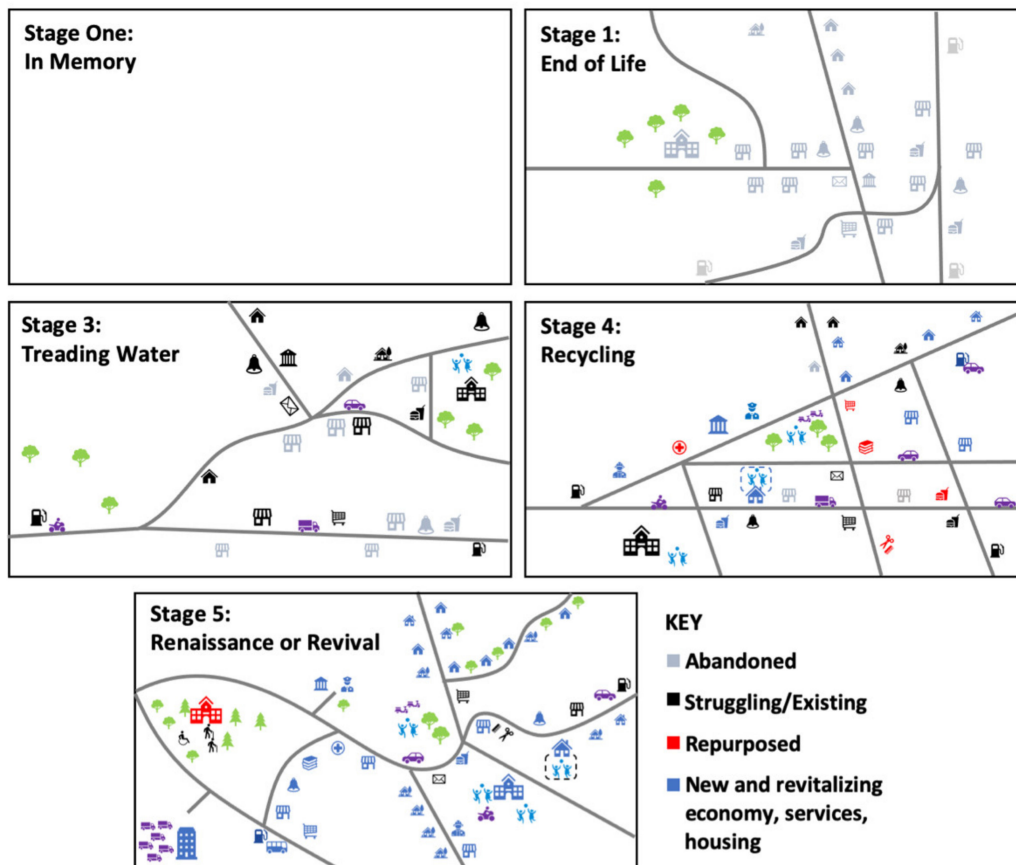 Stage One:
In Memory
Stage 1:
End of Life
Stage 3:
Treading Water
Stage 4:
Recycling
Stage 5:
Renaissance or Revival
KEY
Abandoned
Struggling/Existing
Repurposed
New and revitalizing
economy, services,
housing